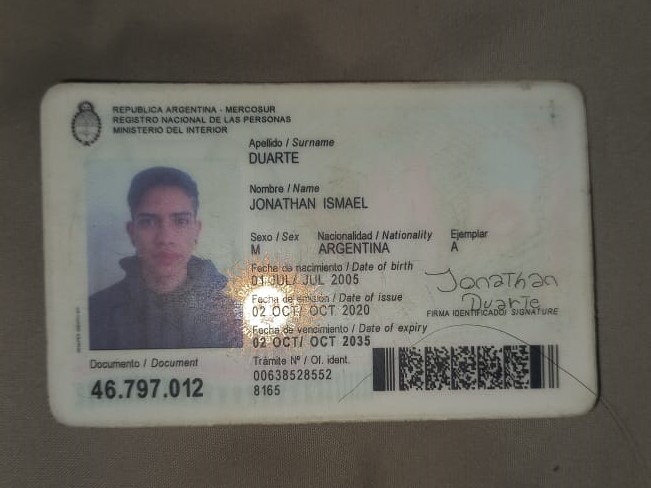 REPUBLICA ARGENTINA - MERCOSUR
REGISTRO NACIONAL DE LAS PERSONAS
MINISTERIO DEL INTERIOR
Apellido / Surname
DUARTE
Nombre / Name
JONATHAN ISMAEL
Sexo / Sex Nacionalidad / Nationality Ejemplar
M ARGENTINA A
Fecha de nacimiento / Date of birth
01 JUL/ JUL 2005
Fecha de emisión / Date of issue
02 OCT/ OCT 2020
Fecha de vencimiento / Date of expiry
02 OCT/ OCT 2035
Jonathan
Duarte
FIRMA IDENTIFICADO/ SIGNATURE
Documento / Document
46.797.012
Trámite Nº / Of. ident.
00638528552
8165